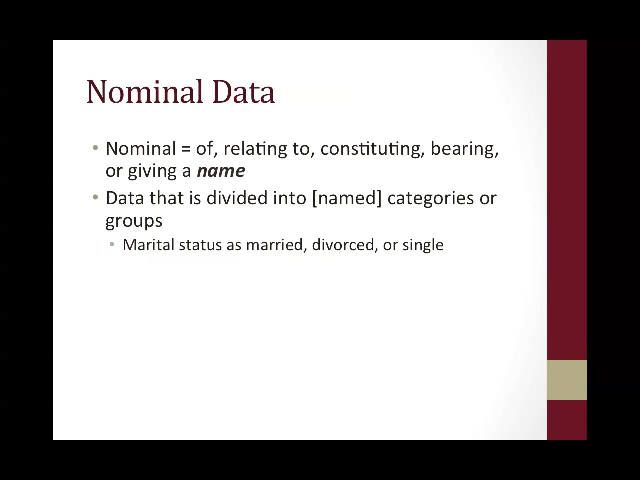 Nominal Data
• Nominal = of, relating to, constituting, bearing,
or giving a name
• Data that is divided into [named] categories or
groups
• Marital status as married, divorced, or single